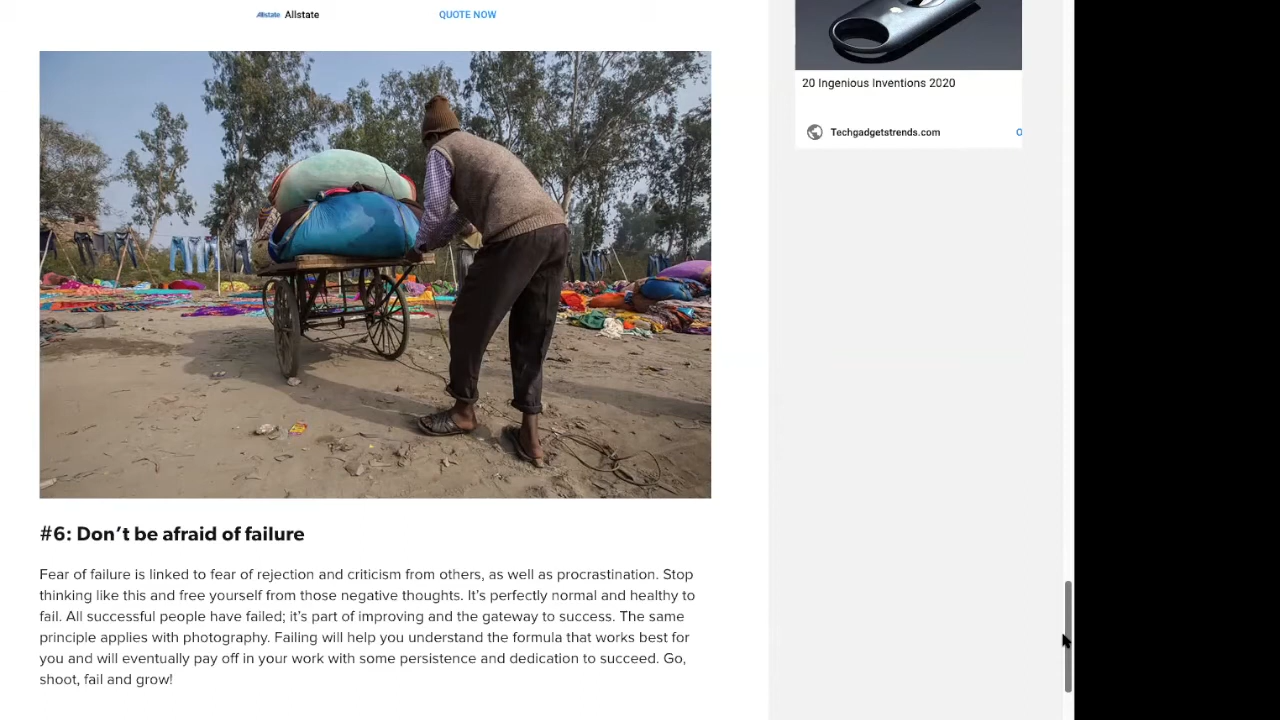 Allstate Allstate QUOTE NOW
20 Ingenious Inventions 2020
Techgadgetstrends.com
#6: Don’t be afraid of failure
Fear of failure is linked to fear of rejection and criticism from others, as well as procrastination. Stop
thinking like this and free yourself from those negative thoughts. It’s perfectly normal and healthy to
fail. All successful people have failed; it’s part of improving and the gateway to success. The same
principle applies with photography. Failing will help you understand the formula that works best for
you and will eventually pay off in your work with some persistence and dedication to succeed. Go,
shoot, fail and grow!